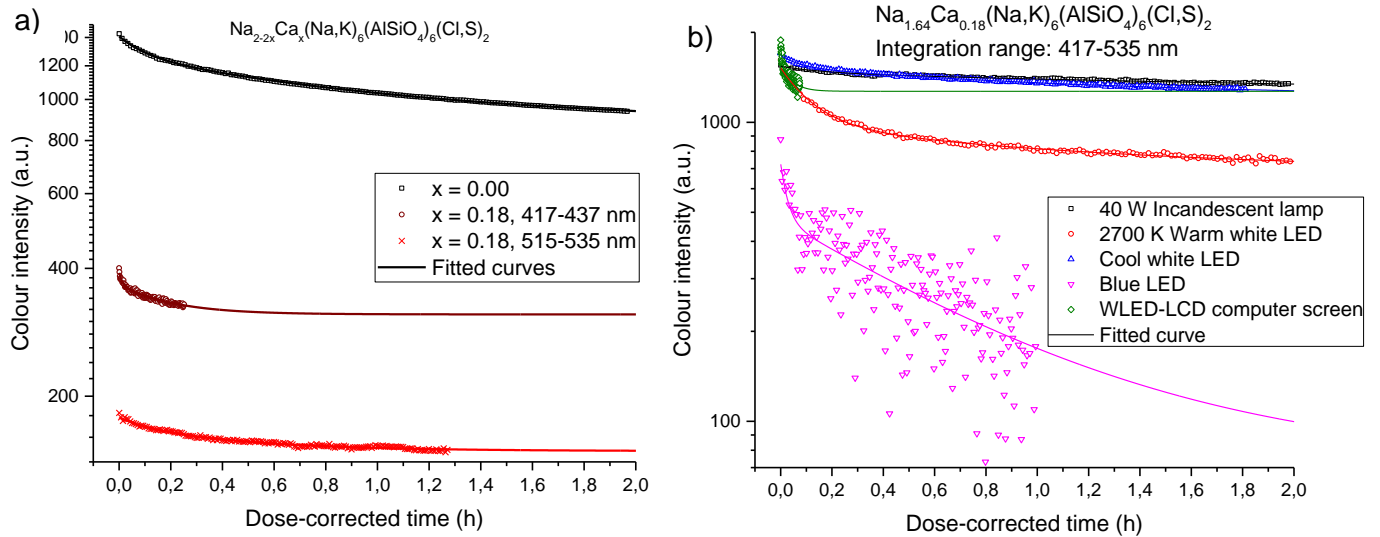 a)
Na2-2xCax(Na,K)6(AlSiO4)6(Cl,S)2
1200
1000
800
600
400
200
Colour intensity (a.u.)
x = 0.00
x = 0.18, 417-437 nm
x = 0.18, 515-535 nm
Fitted curves
0,0 0,2 0,4 0,6 0,8 1,0 1,2 1,4 1,6 1,8 2,0
Dose-corrected time (h)
b)
Na1.64Ca0.18(Na,K)6(AlSiO4)6(Cl,S)2
Integration range: 417-535 nm
1000
100
Colour intensity (a.u.)
40 W Incandescent lamp
2700 K Warm white LED
Cool white LED
Blue LED
WLED-LCD computer screen
Fitted curve
0,0 0,2 0,4 0,6 0,8 1,0 1,2 1,4 1,6 1,8 2,0
Dose-corrected time (h)